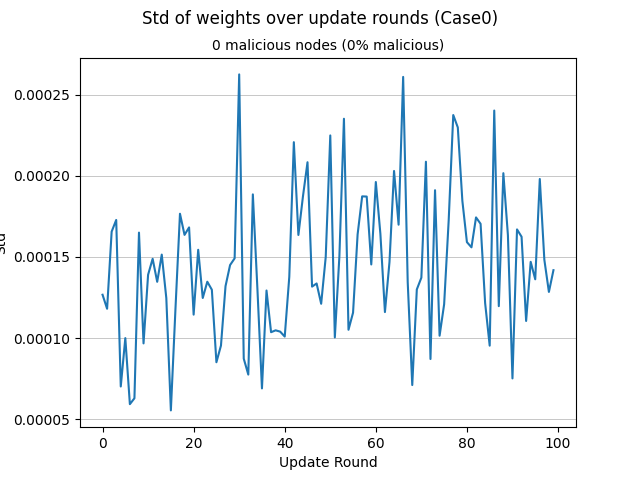 Std of weights over update rounds (Case0)
0 malicious nodes (0% malicious)
0.00025
0.00020
0.00015
0.00010
0.00005
Std
0 20 40 60 80 100
Update Round